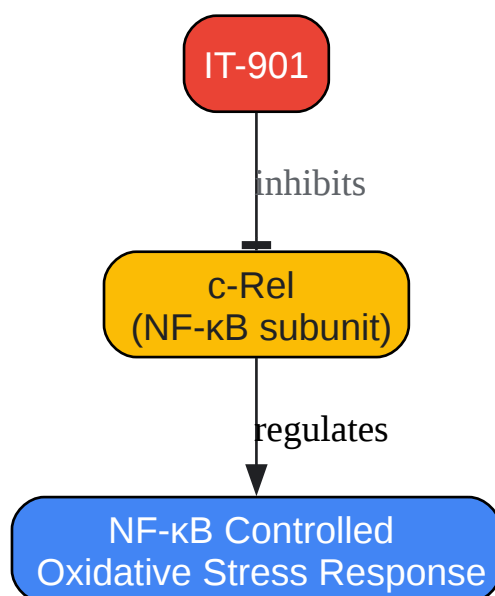 IT-901
inhibits
c-Rel
(NF-κB subunit)
regulates
NF-κB Controlled
Oxidative Stress Response